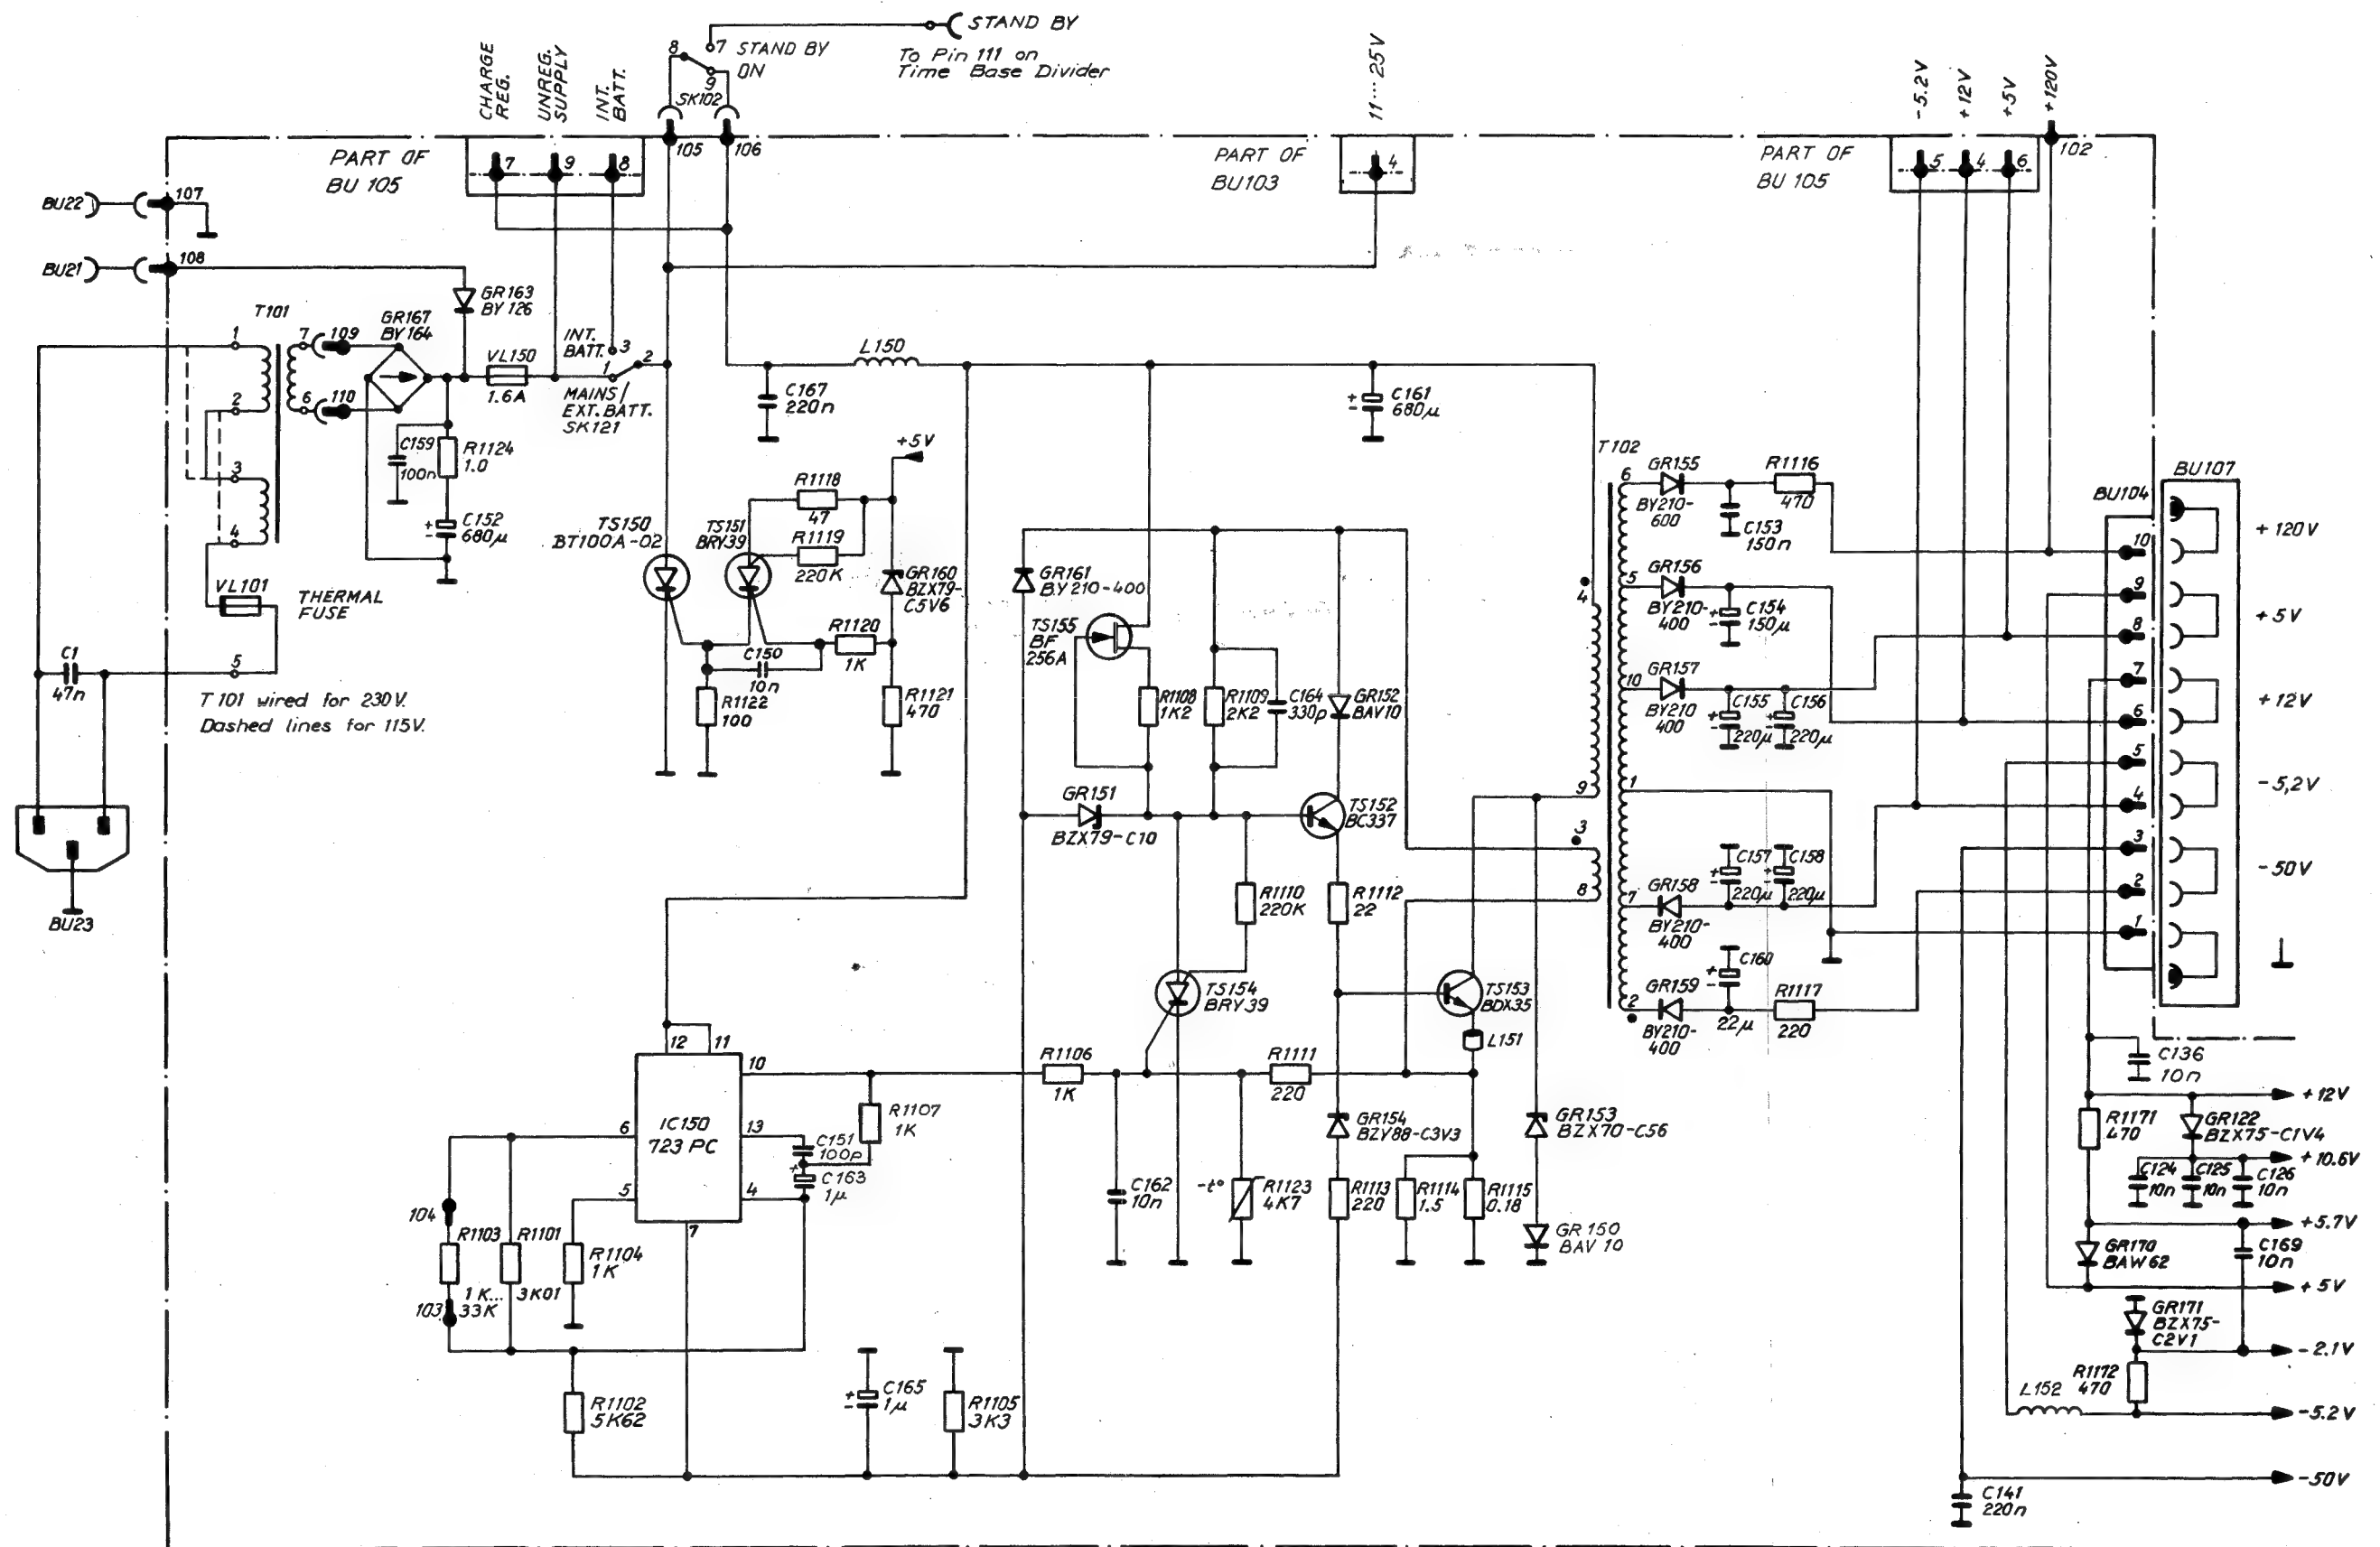 STAND BY
8
7
STAND BY
ON
9
SK102
To Pin 111 on
Time Base Divider
CHARGE
REG.
UNREG.
SUPPLY
INT.
BATT.
11...25V
-5.2V
+12V
+5V
+120V
PART OF
BU 105
7
9
8
105
106
PART OF
BU103
4
PART OF
BU 105
5
4
6
102
BU22
107
BU21
108
GR163
BY 126
T101
1
2
3
4
5
7
109
6
110
GR167
BY 164
VL150
1.6A
INT.
BATT.
3
1
2
MAINS/
EXT. BATT.
SK121
C159
100n
R1124
1.0
C152
680µ
+
-
VL101
THERMAL
FUSE
C1
47n
T 101 wired for 230V.
Dashed lines for 115V.
BU23
L150
C167
220n
C161
680µ
+
-
+5V
R1118
47
R1119
220K
TS150
BT100A-02
TS151
BRY39
GR160
BZX79-
C5V6
R1120
1K
C150
10n
R1122
100
R1121
470
GR161
BY 210-400
TS155
BF
256A
R1108
1K2
R1109
2K2
C164
330p
GR152
BAV10
GR151
BZX79-C10
TS152
BC337
R1110
220K
R1112
22
TS154
BRY39
TS153
BDX35
L151
T102
4
9
3
8
6
5
10
1
7
2
GR155
BY210-
600
C153
150n
R1116
470
GR156
BY210-
400
C154
150µ
+
-
GR157
BY210
400
C155
220µ
+
-
C156
220µ
+
-
C157
220µ
+
-
C158
220µ
+
-
GR158
BY210-
400
C160
22µ
+
-
GR159
BY210-
400
R1117
220
BU104
BU107
10
9
8
7
6
5
4
3
2
1
+120V
+5V
+12V
-5,2V
-50V
12
11
10
6
13
5
4
7
IC150
723 PC
R1106
1K
R1111
220
R1107
1K
C151
100p
C163
1µ
+
104
R1103
1K...
33K
103
R1101
3K01
R1104
1K
R1102
5K62
C165
1µ
+
-
R1105
3K3
C162
10n
-t°
R1123
4K7
GR154
BZY88-C3V3
R1113
220
R1114
1.5
R1115
0.18
GR153
BZX70-C56
GR 150
BAV 10
C136
10n
+12V
R1171
470
GR122
BZX75-C1V4
+10.6V
C124
10n
C125
10n
C126
10n
+5.7V
GR170
BAW62
C169
10n
+5V
GR171
BZX75-
C2V1
-2.1V
R1172
470
L152
-5.2V
-50V
C141
220n